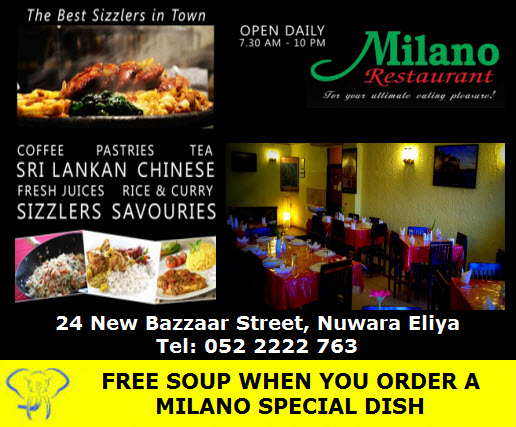 The Best Sizzlers in Town
OPEN DAILY
7.30 AM - 10 PM
Milano
Restaurant
For your ultimate eating pleasure!
COFFEE PASTRIES TEA
SRI LANKAN CHINESE
FRESH JUICES RICE & CURRY
SIZZLERS SAVOURIES
24 New Bazzaar Street, Nuwara Eliya
Tel: 052 2222 763
FREE SOUP WHEN YOU ORDER A
MILANO SPECIAL DISH